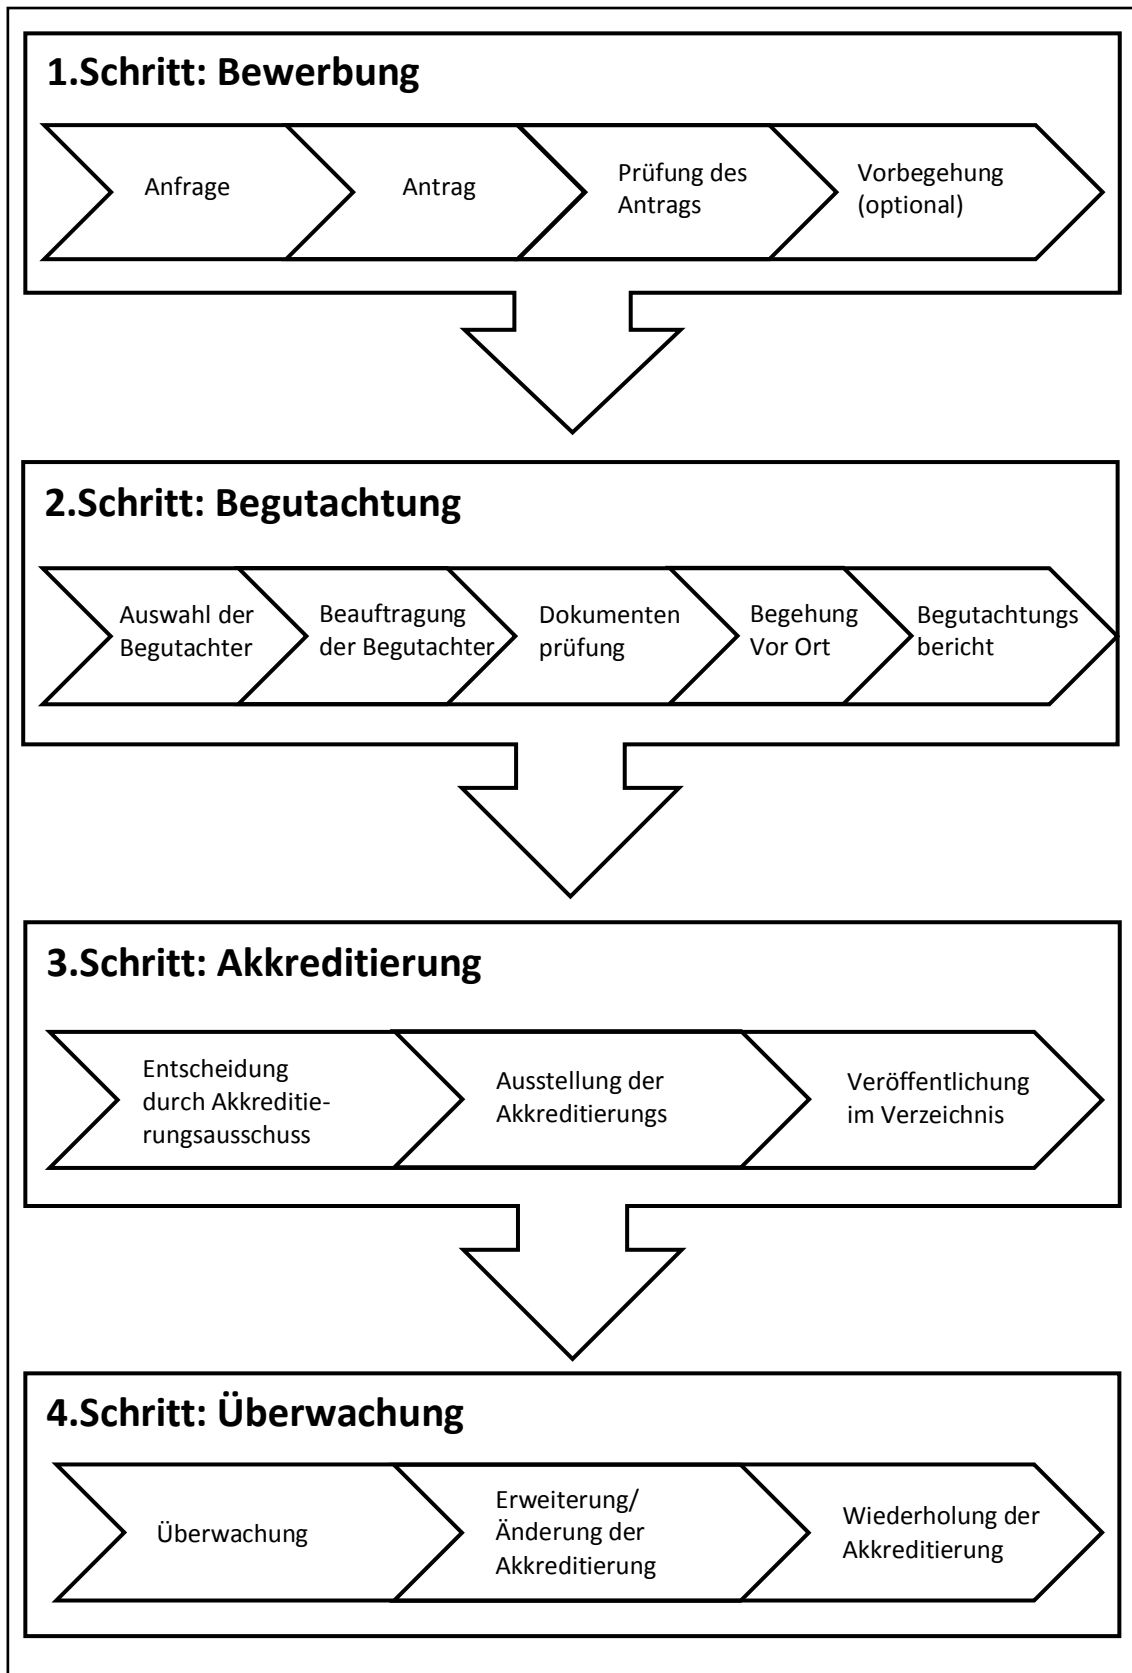 1.Schritt: Bewerbung
Anfrage
Antrag
Prüfung des
Antrags
Vorbegehung
(optional)
2.Schritt: Begutachtung
Auswahl der
Begutachter
Beauftragung
der Begutachter
Dokumenten
prüfung
Begehung
Vor Ort
Begutachtungs
bericht
3.Schritt: Akkreditierung
Entscheidung
durch Akkreditie-
rungsausschuss
Ausstellung der
Akkreditierungs
Veröffentlichung
im Verzeichnis
4.Schritt: Überwachung
Überwachung
Erweiterung/
Änderung der
Akkreditierung
Wiederholung der
Akkreditierung